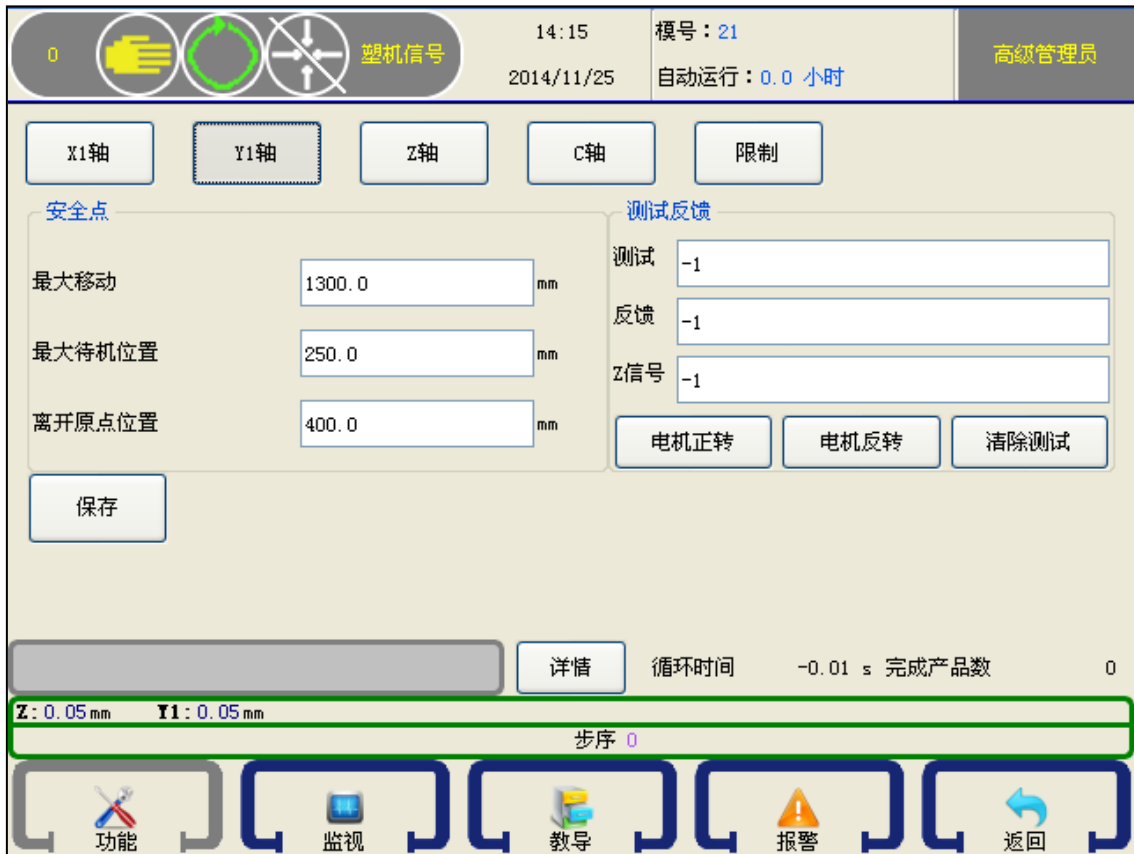 0 塑机信号 14:15 模号：21 高级管理员
2014/11/25 自动运行：0.0 小时
X1轴 Y1轴 Z轴 C轴 限制
安全点
最大移动 1300.0 mm
最大待机位置 250.0 mm
离开原点位置 400.0 mm
测试反馈
测试 -1
反馈 -1
Z信号 -1
电机正转 电机反转 清除测试
保存
详情 循环时间 -0.01 s 完成产品数 0
Z:0.05mm Y1:0.05mm
步序 0
功能 监视 教导 报警 返回